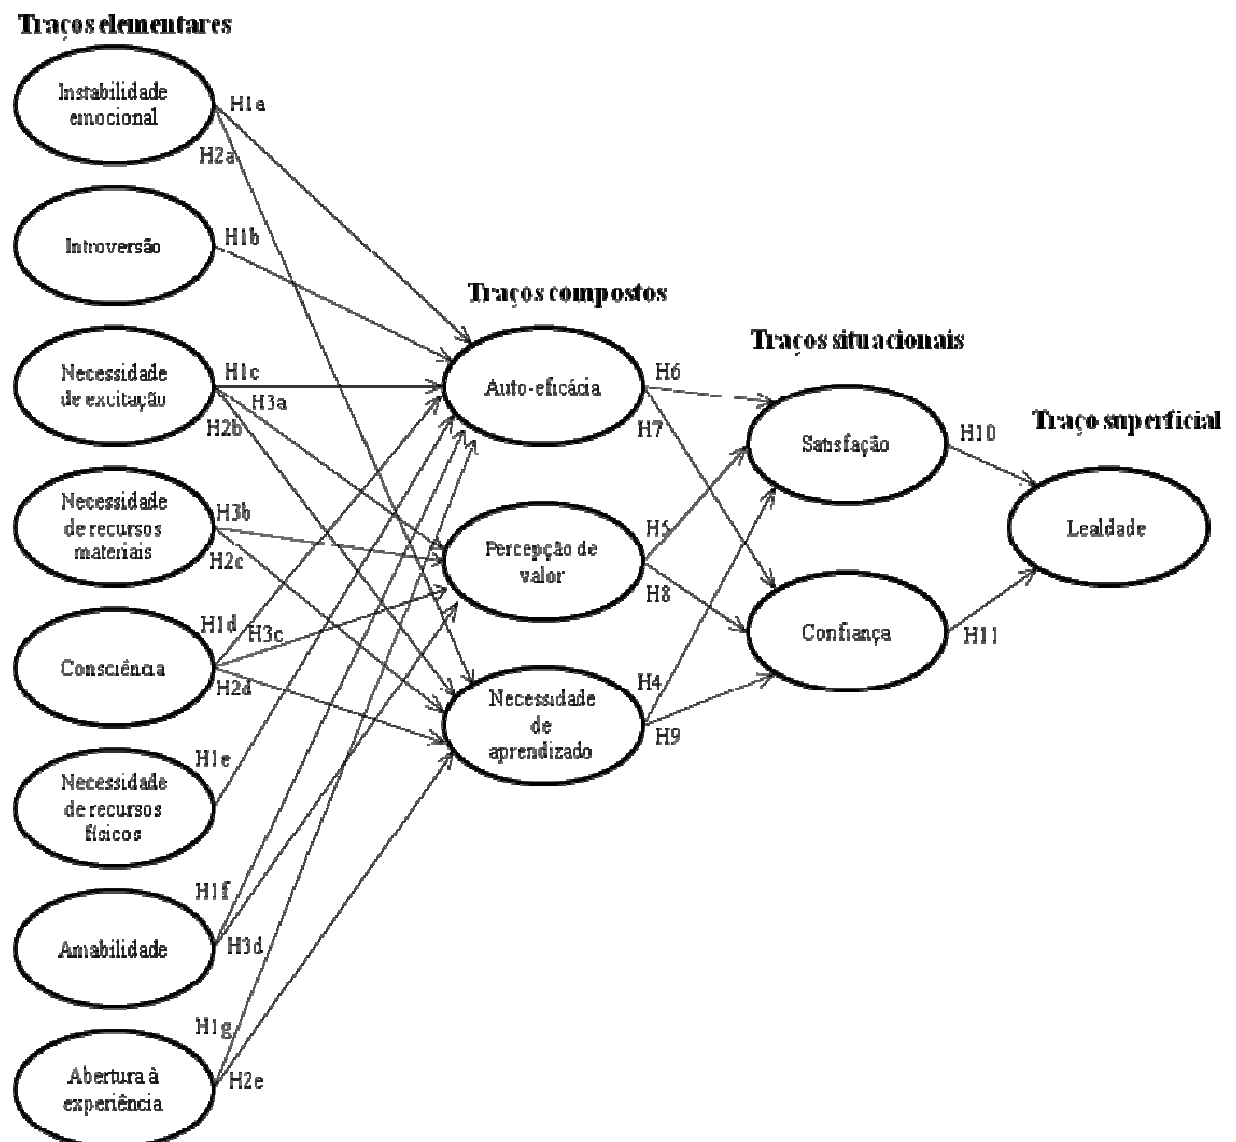 Traços elementares
Instabilidade
emocional
H1a
H2a
Introversão
H1b
Necessidade
de excitação
H1c
H3a
H2b
Necessidade
de recursos
materiais
H3b
H2c
Consciência
H1d
H3c
H2d
Necessidade
de recursos
físicos
H1e
Amabilidade
H1f
H3d
Abertura à
experiência
H1g
H2e
Traços compostos
Auto-eficácia
H6
H7
Percepção de
valor
H5
H8
Necessidade
de
aprendizado
H4
H9
Traços situacionais
Satisfação
H10
Confiança
H11
Traço superficial
Lealdade